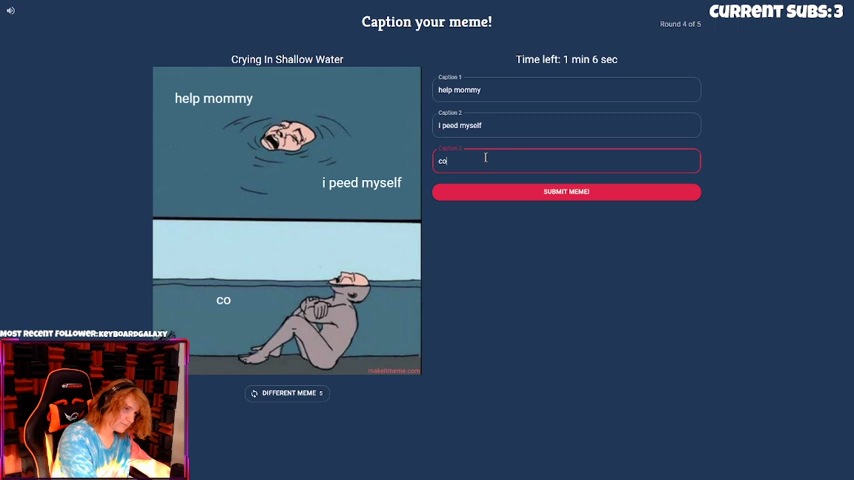 CURRENT SUBS: 3
Caption your meme!
Round 4 of 5
Crying In Shallow Water
Time left: 1 min 6 sec
help mommy
i peed myself
co
makeitmeme.com
Caption 1
help mommy
Caption 2
I peed myself
Caption 3
co
SUBMIT MEME!
DIFFERENT MEME 5
MOST RECENT FOLLOWER: KEYBOARDGALAXY